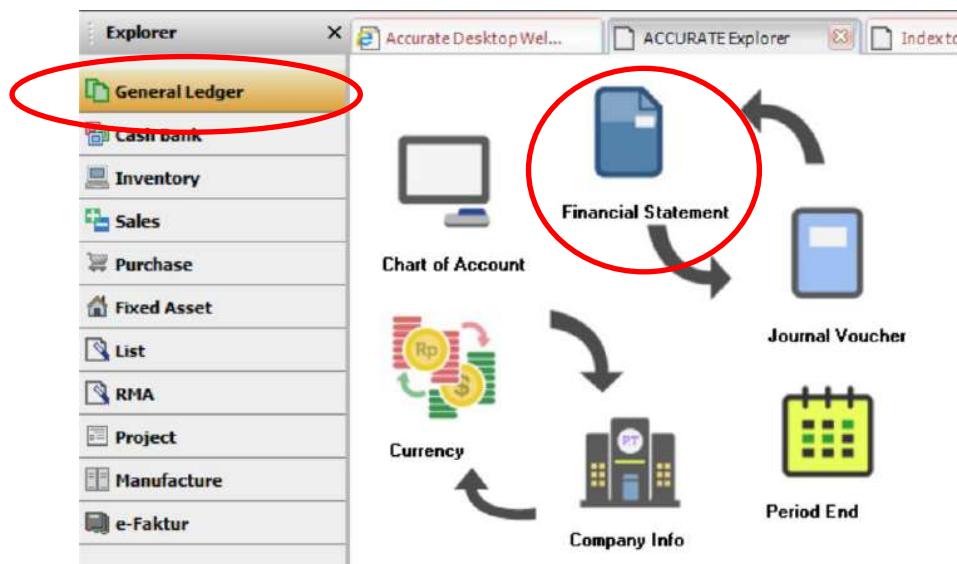 Explorer
Accurate Desktop Wel...
ACCURATE Explorer
Index to
General Ledger
Cash Bank
Inventory
Sales
Purchase
Fixed Asset
List
RMA
Project
Manufacture
e-Faktur
Financial Statement
Chart of Account
Journal Voucher
Rp
$
Currency
PT
Company Info
Period End